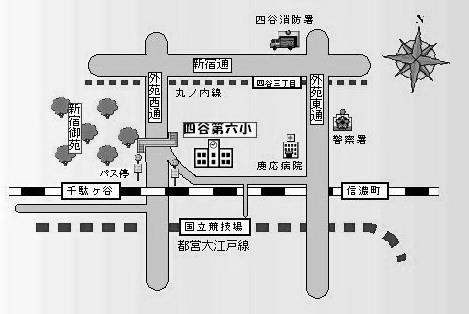 四谷消防署
N
新宿通
丸ノ内線
四谷三丁目
外苑西通
外苑東通
新宿御苑
四谷第六小
警察署
慶応病院
バス停
千駄ヶ谷
信濃町
国立競技場
都営大江戸線